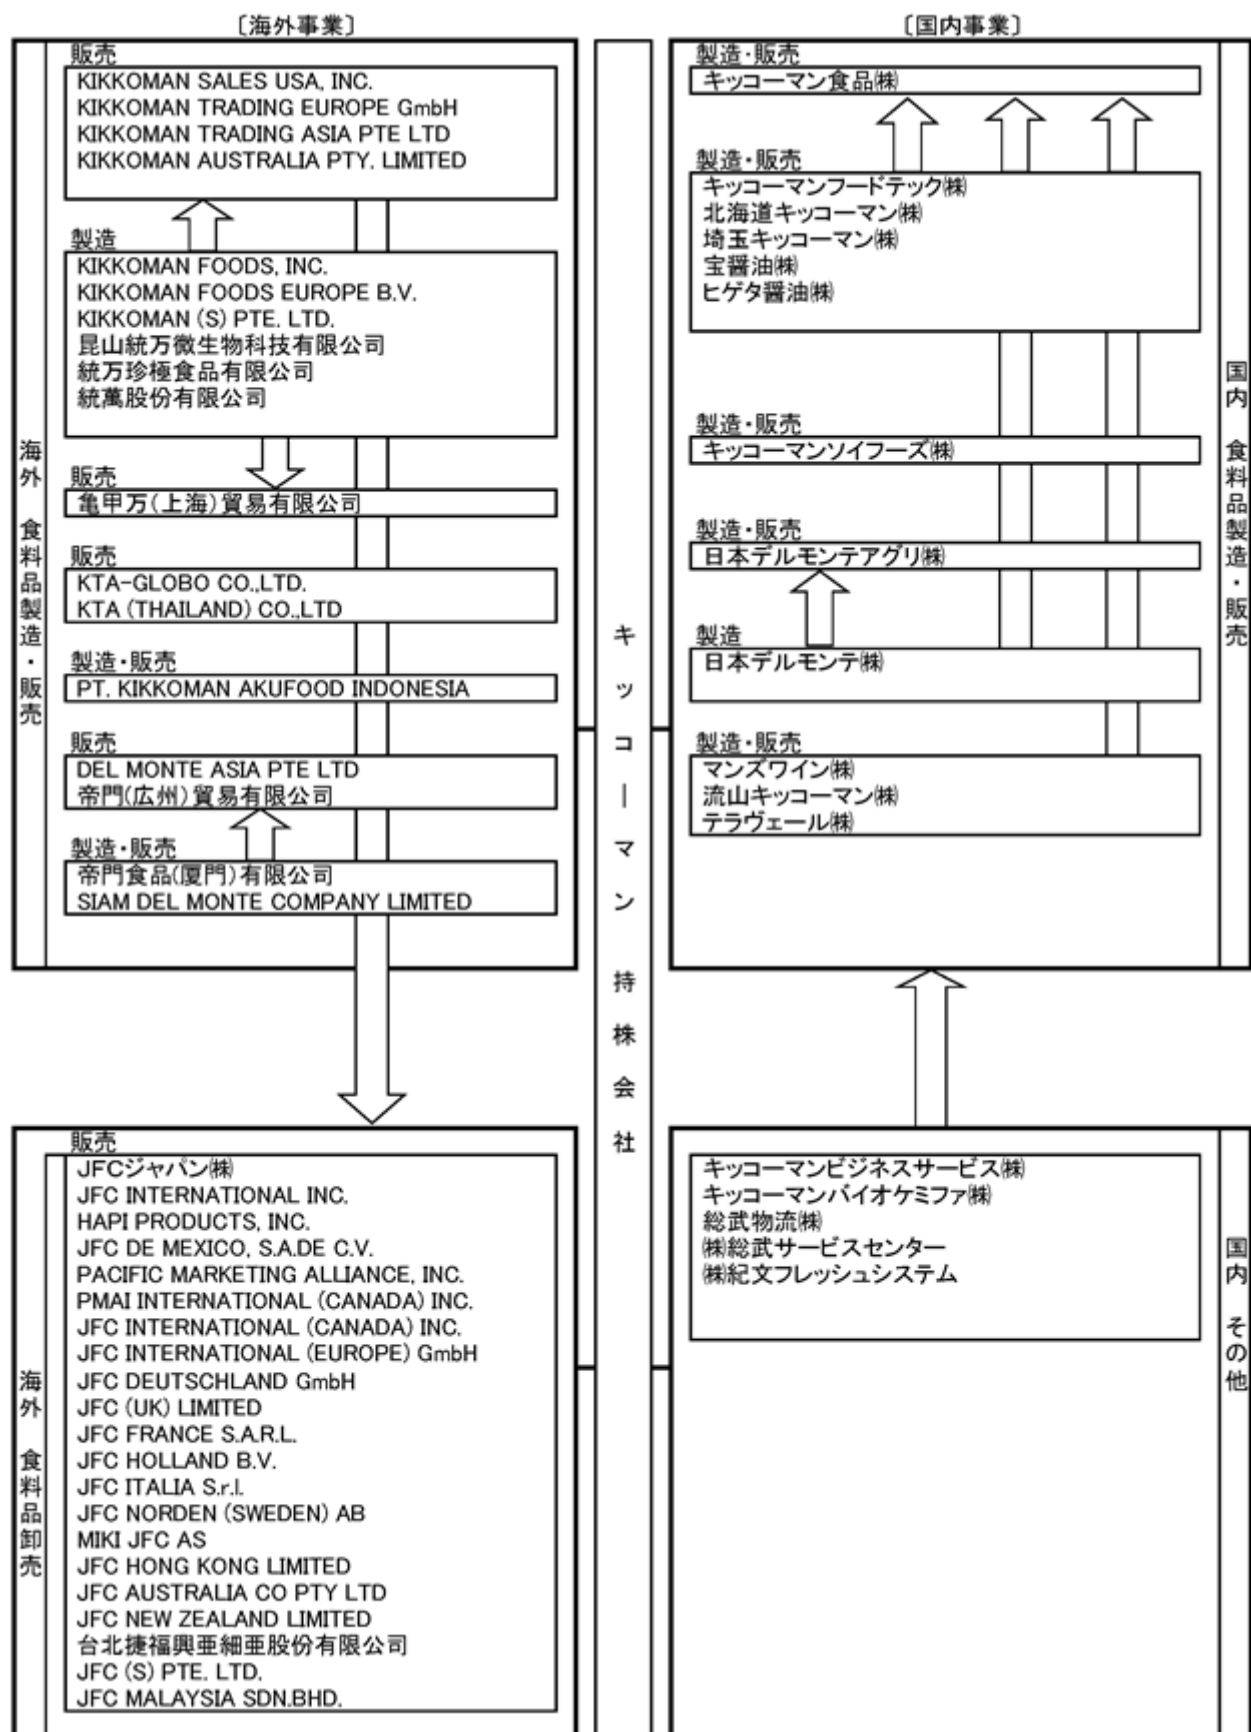 〔海外事業〕
販売
KIKKOMAN SALES USA, INC.
KIKKOMAN TRADING EUROPE GmbH
KIKKOMAN TRADING ASIA PTE LTD
KIKKOMAN AUSTRALIA PTY. LIMITED
製造
KIKKOMAN FOODS, INC.
KIKKOMAN FOODS EUROPE B.V.
KIKKOMAN (S) PTE. LTD.
昆山統万微生物科技有限公司
統万珍極食品有限公司
統萬股份有限公司
販売
亀甲万(上海)貿易有限公司
販売
KTA-GLOBO CO.,LTD.
KTA (THAILAND) CO.,LTD
製造・販売
PT. KIKKOMAN AKUFOOD INDONESIA
販売
DEL MONTE ASIA PTE LTD
帝門(広州)貿易有限公司
製造・販売
帝門食品(厦門)有限公司
SIAM DEL MONTE COMPANY LIMITED
海外 食料品製造・販売
販売
JFCジャパン㈱
JFC INTERNATIONAL INC.
HAPI PRODUCTS, INC.
JFC DE MEXICO, S.A.DE C.V.
PACIFIC MARKETING ALLIANCE, INC.
PMAI INTERNATIONAL (CANADA) INC.
JFC INTERNATIONAL (CANADA) INC.
JFC INTERNATIONAL (EUROPE) GmbH
JFC DEUTSCHLAND GmbH
JFC (UK) LIMITED
JFC FRANCE S.A.R.L.
JFC HOLLAND B.V.
JFC ITALIA S.r.l.
JFC NORDEN (SWEDEN) AB
MIKI JFC AS
JFC HONG KONG LIMITED
JFC AUSTRALIA CO PTY LTD
JFC NEW ZEALAND LIMITED
台北捷福興亜細亜股份有限公司
JFC (S) PTE. LTD.
JFC MALAYSIA SDN.BHD.
海外 食料品卸売
キッコーマン 持株会社
〔国内事業〕
製造・販売
キッコーマン食品㈱
製造・販売
キッコーマンフードテック㈱
北海道キッコーマン㈱
埼玉キッコーマン㈱
宝醤油㈱
ヒゲタ醤油㈱
製造・販売
キッコーマンソイフーズ㈱
製造・販売
日本デルモンテアグリ㈱
製造
日本デルモンテ㈱
製造・販売
マンズワイン㈱
流山キッコーマン㈱
テラヴェール㈱
国内 食料品製造・販売
キッコーマンビジネスサービス㈱
キッコーマンバイオケミファ㈱
総武物流㈱
㈱総武サービスセンター
㈱紀文フレッシュシステム
国内 その他